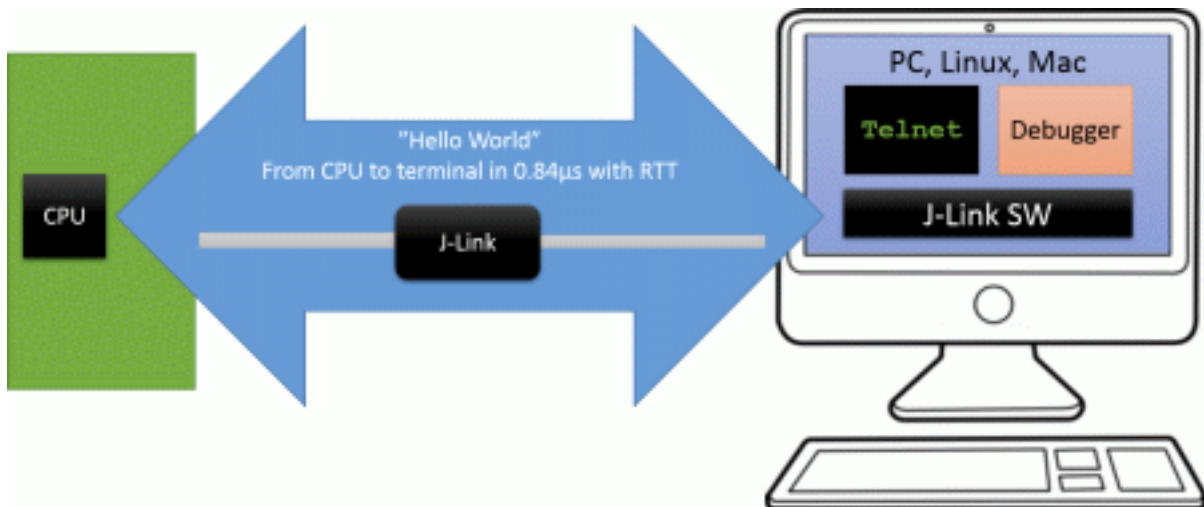 PC, Linux, Mac
Telnet
Debugger
J-Link SW
"Hello World"
From CPU to terminal in 0.84µs with RTT
CPU
J-Link